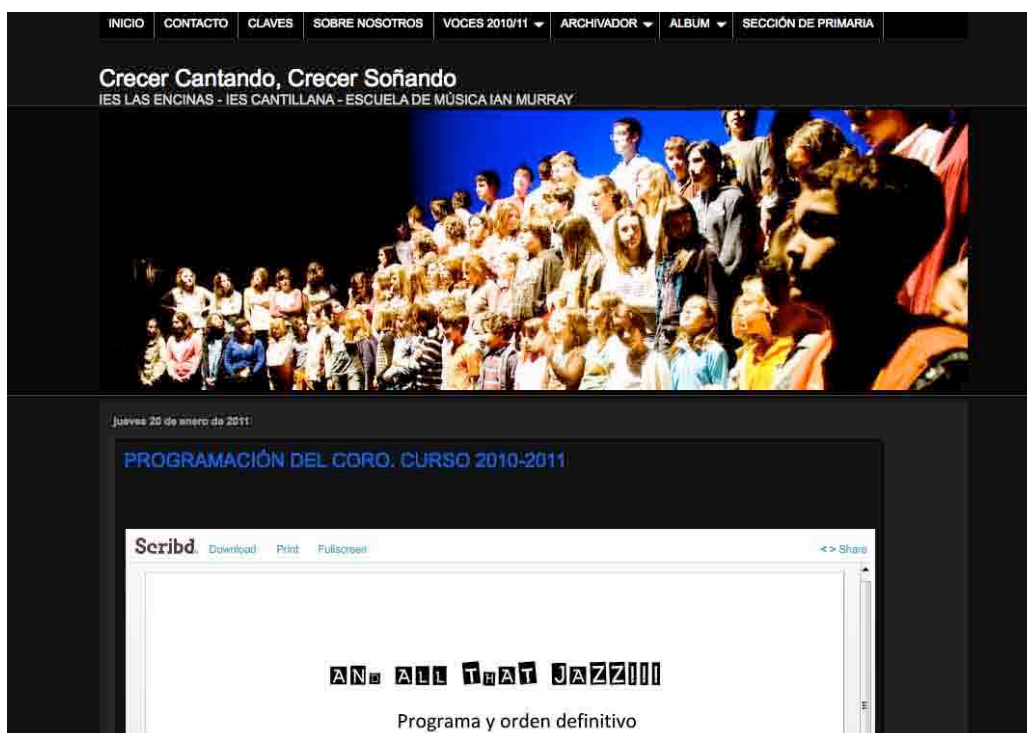 INICIO CONTACTO CLAVES SOBRE NOSOTROS VOCES 2010/11 ARCHIVADOR ALBUM SECCIÓN DE PRIMARIA
Crecer Cantando, Crecer Soñando
IES LAS ENCINAS - IES CANTILLANA - ESCUELA DE MÚSICA IAN MURRAY
jueves 20 de enero de 2011
PROGRAMACIÓN DEL CORO. CURSO 2010-2011
Scribd. Download Print Fullscreen <> Share
AND ALL THAT JAZZ!!!
Programa y orden definitivo